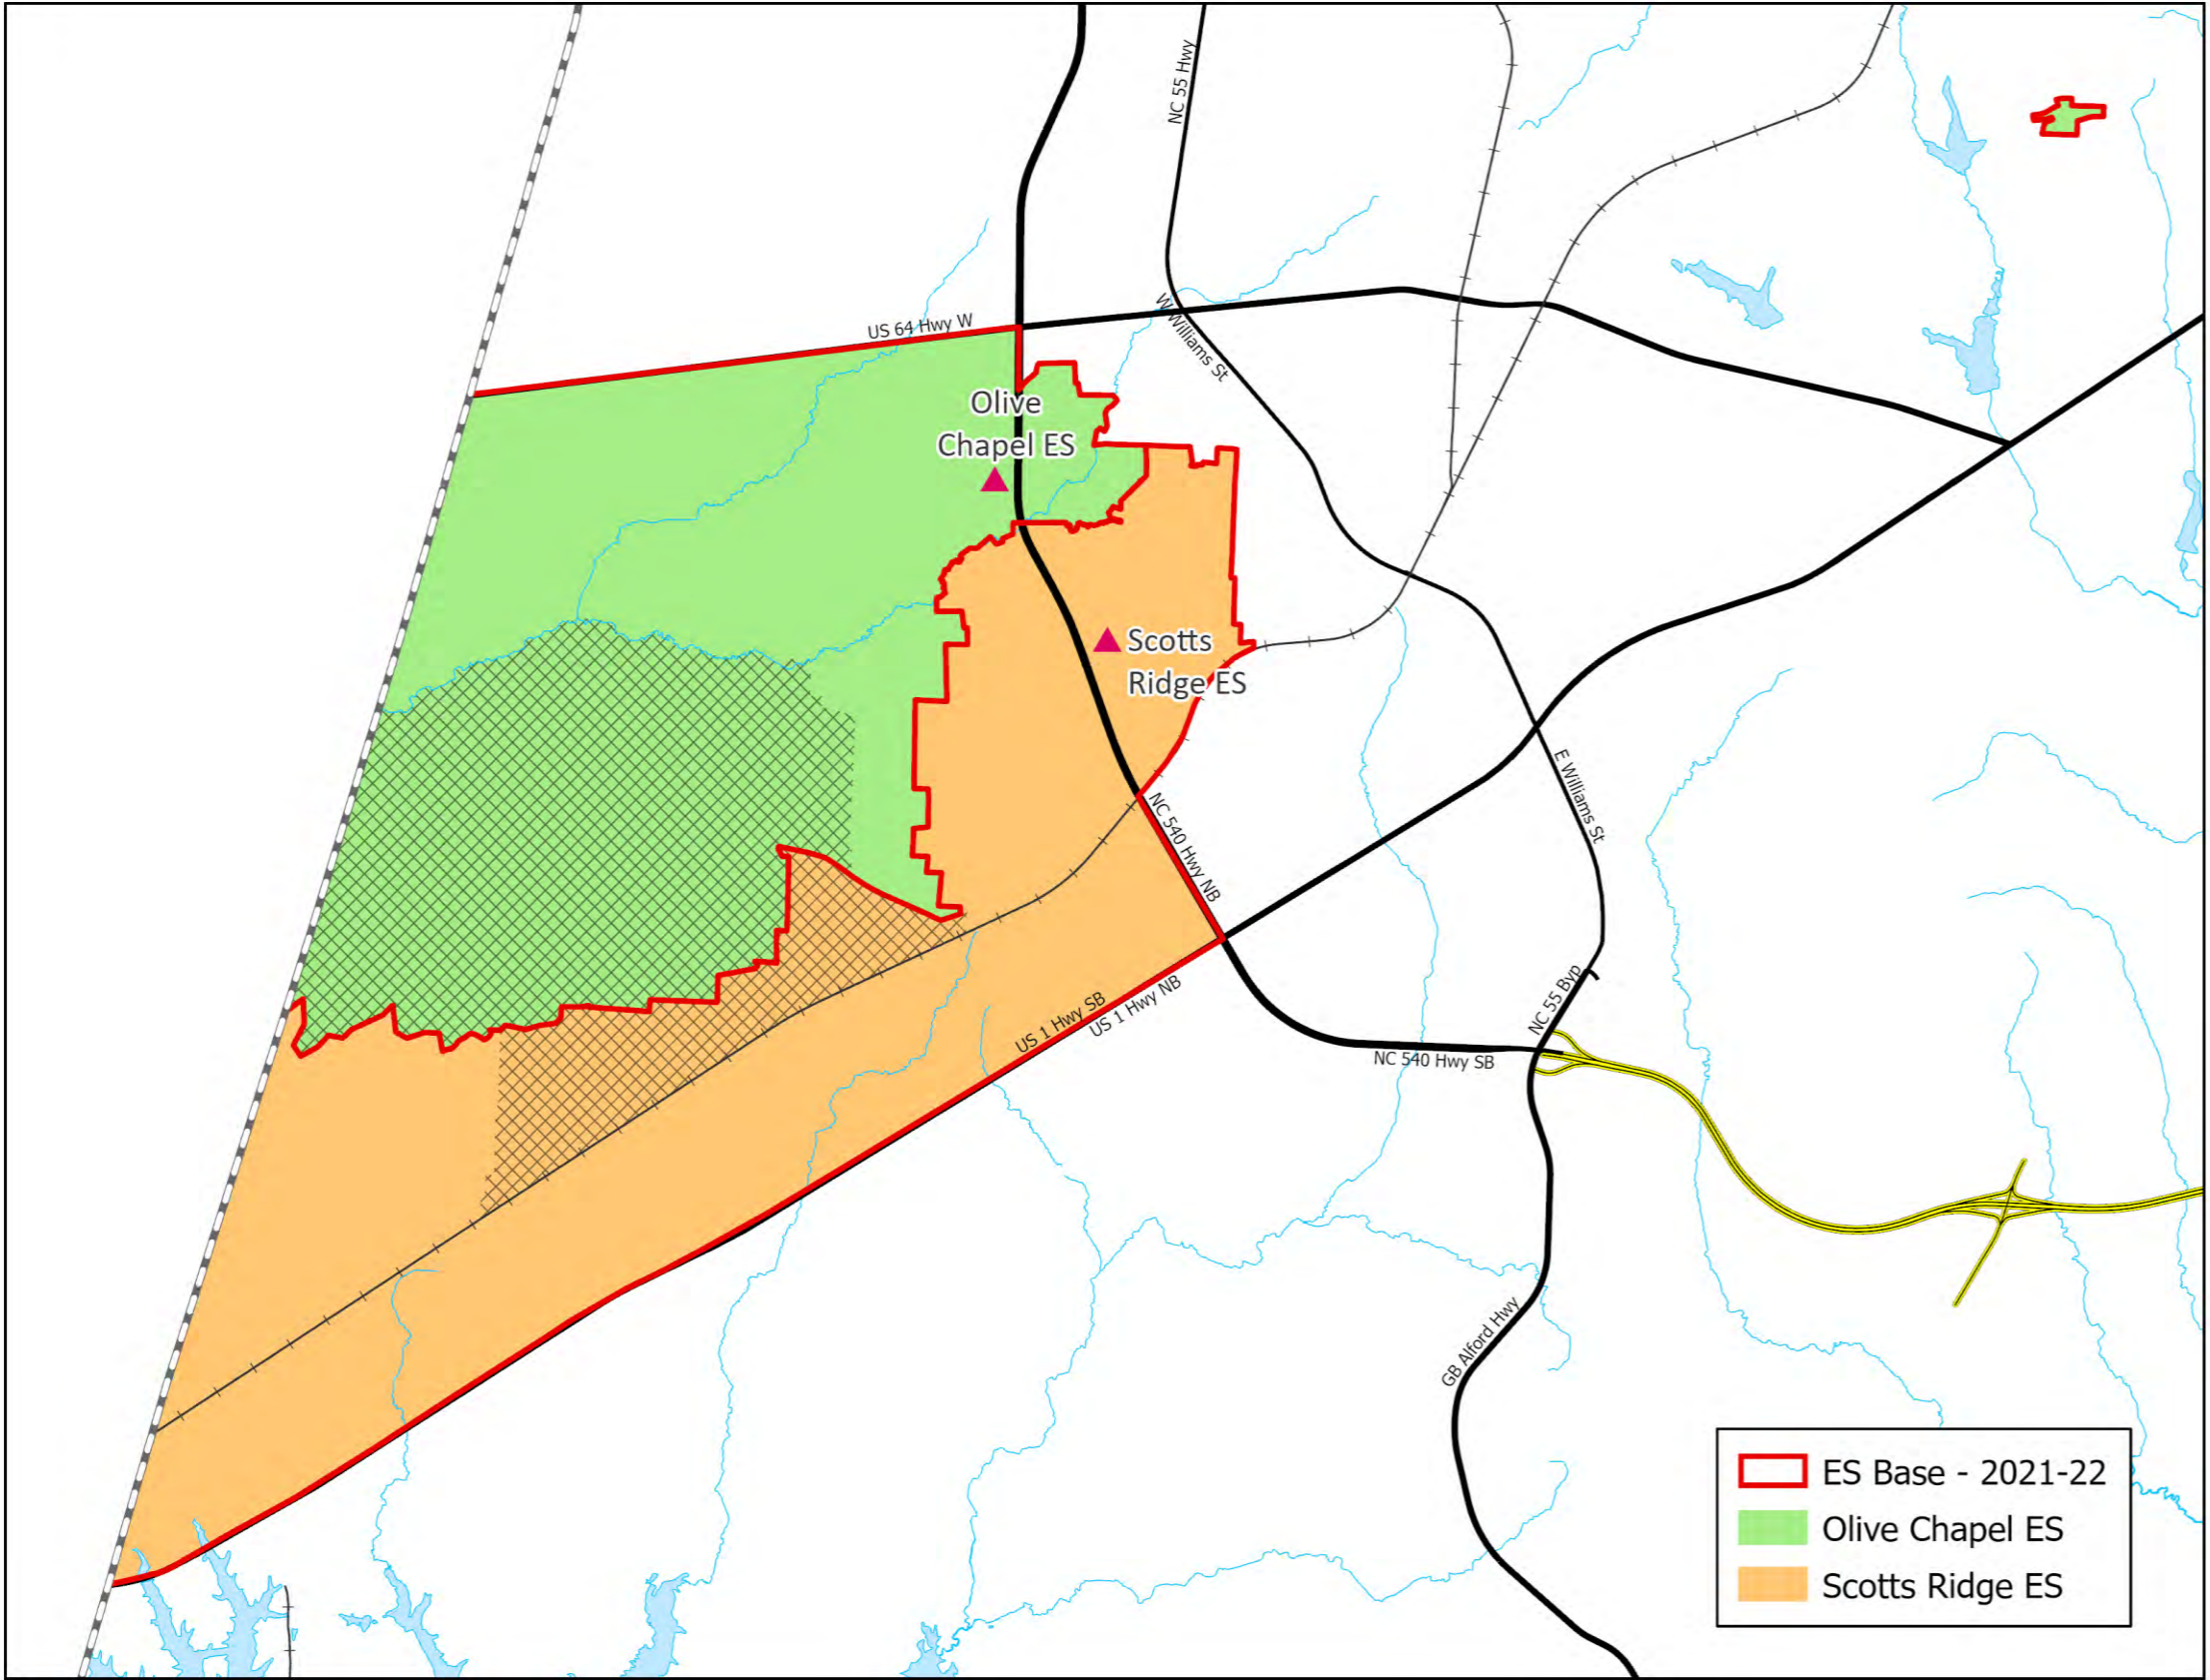 NC 55 Hwy
US 64 Hwy W
W Williams St
Olive
Chapel ES
Scotts
Ridge ES
E Williams St
NC 540 Hwy NB
NC 55 Byp
US 1 Hwy SB
US 1 Hwy NB
NC 540 Hwy SB
GB Alford Hwy
ES Base - 2021-22
Olive Chapel ES
Scotts Ridge ES